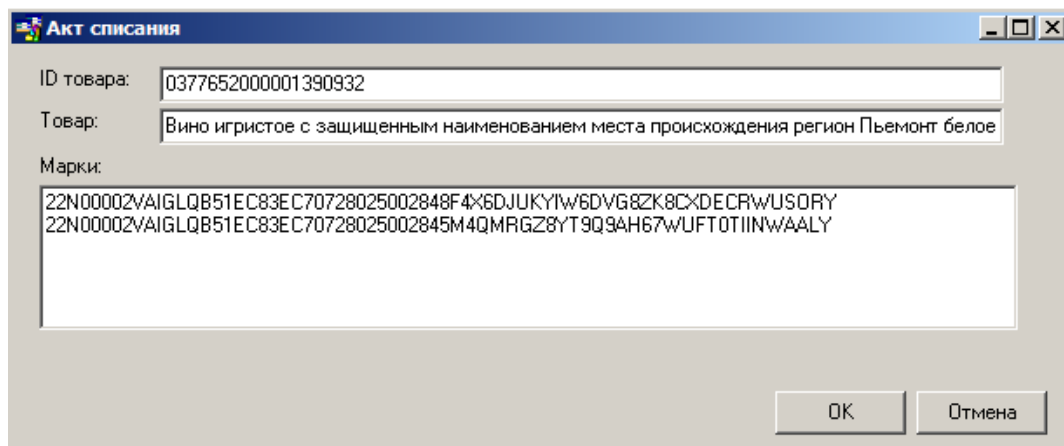 Акт списания
ID товара: 0377652000001390932
Товар: Вино игристое с защищенным наименованием места происхождения регион Пьемонт белое
Марки:
22N00002VAIGLQB51EC83EC70728025002848F4X6DJUKYIW6DVG8ZK8CXDECRWUSORY
22N00002VAIGLQB51EC83EC70728025002845M4QMRGZ8YT9Q9AH67WUFT0TIINWAALY
OK Отмена